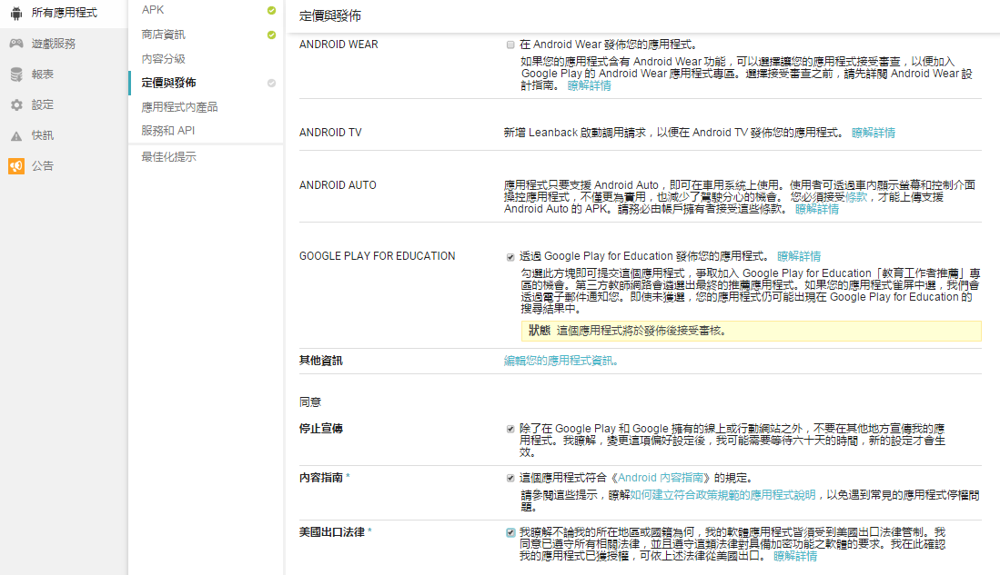 所有應用程式
遊戲服務
報表
設定
快訊
公告
APK
商店資訊
內容分級
定價與發佈
應用程式內產品
服務和 API
最佳化提示
定價與發佈
ANDROID WEAR
在 Android Wear 發佈您的應用程式。
如果您的應用程式含有 Android Wear 功能，可以選擇讓您的應用程式接受審查，以便加入
Google Play 的 Android Wear 應用程式專區。選擇接受審查之前，請先詳閱 Android Wear 設
計指南。 瞭解詳情
ANDROID TV
新增 Leanback 啟動調用請求，以便在 Android TV 發佈您的應用程式。 瞭解詳情
ANDROID AUTO
應用程式只要支援 Android Auto，即可在車用系統上使用。使用者可透過車內顯示螢幕和控制介面
操控應用程式，不僅更為實用，也減少了駕駛分心的機會。 您必須接受條款，才能上傳支援
Android Auto 的 APK。請務必由帳戶擁有者接受這些條款。 瞭解詳情
GOOGLE PLAY FOR EDUCATION
透過 Google Play for Education 發佈您的應用程式。 瞭解詳情
勾選此方塊即可提交這個應用程式，爭取加入 Google Play for Education「教育工作者推薦」專
區的機會。第三方教師網路會遴選出最終的推薦應用程式。如果您的應用程式雀屏中選，我們會
透過電子郵件通知您。即使未獲選，您的應用程式仍可能出現在 Google Play for Education 的
搜尋結果中。
狀態 這個應用程式將於發佈後接受審核。
其他資訊
編輯您的應用程式資訊。
同意
停止宣傳
除了在 Google Play 和 Google 擁有的線上或行動網站之外，不要在其他地方宣傳我的應
用程式。我瞭解，變更這項偏好設定後，我可能需要等待六十天的時間，新的設定才會生
效。
內容指南 *
這個應用程式符合《Android 內容指南》的規定。
請參閱這些提示，瞭解如何建立符合政策規範的應用程式說明，以免遇到常見的應用程式停權問
題。
美國出口法律 *
我瞭解不論我的所在地區或國籍為何，我的軟體應用程式皆須受到美國出口法律管制。我
同意已遵守所有相關法律，並且遵守這類法律對具備加密功能之軟體的要求。我在此確認
我的應用程式已獲授權，可依上述法律從美國出口。 瞭解詳情